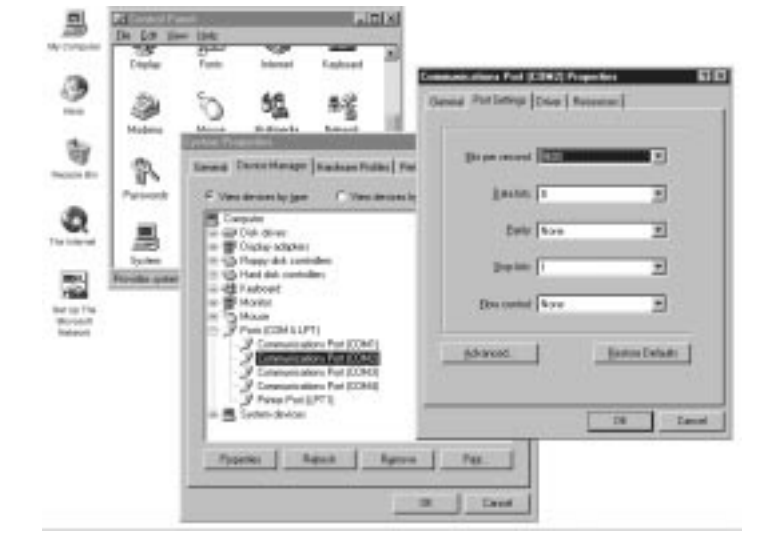 My Computer
Recycle Bin
The Internet
Set up The
Microsoft
Network
Control Panel
File Edit View Help
Display Fonts Internet Keyboard
Modems Mouse Multimedia Network
Passwords
System
Provides system
System Properties
General Device Manager Hardware Profiles
View devices by type View devices by
Computer
Disk drives
Display adapters
Floppy disk controllers
Hard disk controllers
Keyboard
Monitor
Mouse
Ports (COM & LPT)
Communications Port (COM1)
Communications Port (COM2)
Communications Port (COM3)
Communications Port (COM4)
Printer Port (LPT1)
System devices
Properties Refresh Remove Print...
OK Cancel
Communications Port (COM2) Properties
General Port Settings Driver Resources
Bits per second
Data bits 8
Parity None
Stop bits 1
Flow control None
Advanced... Restore Defaults
OK Cancel